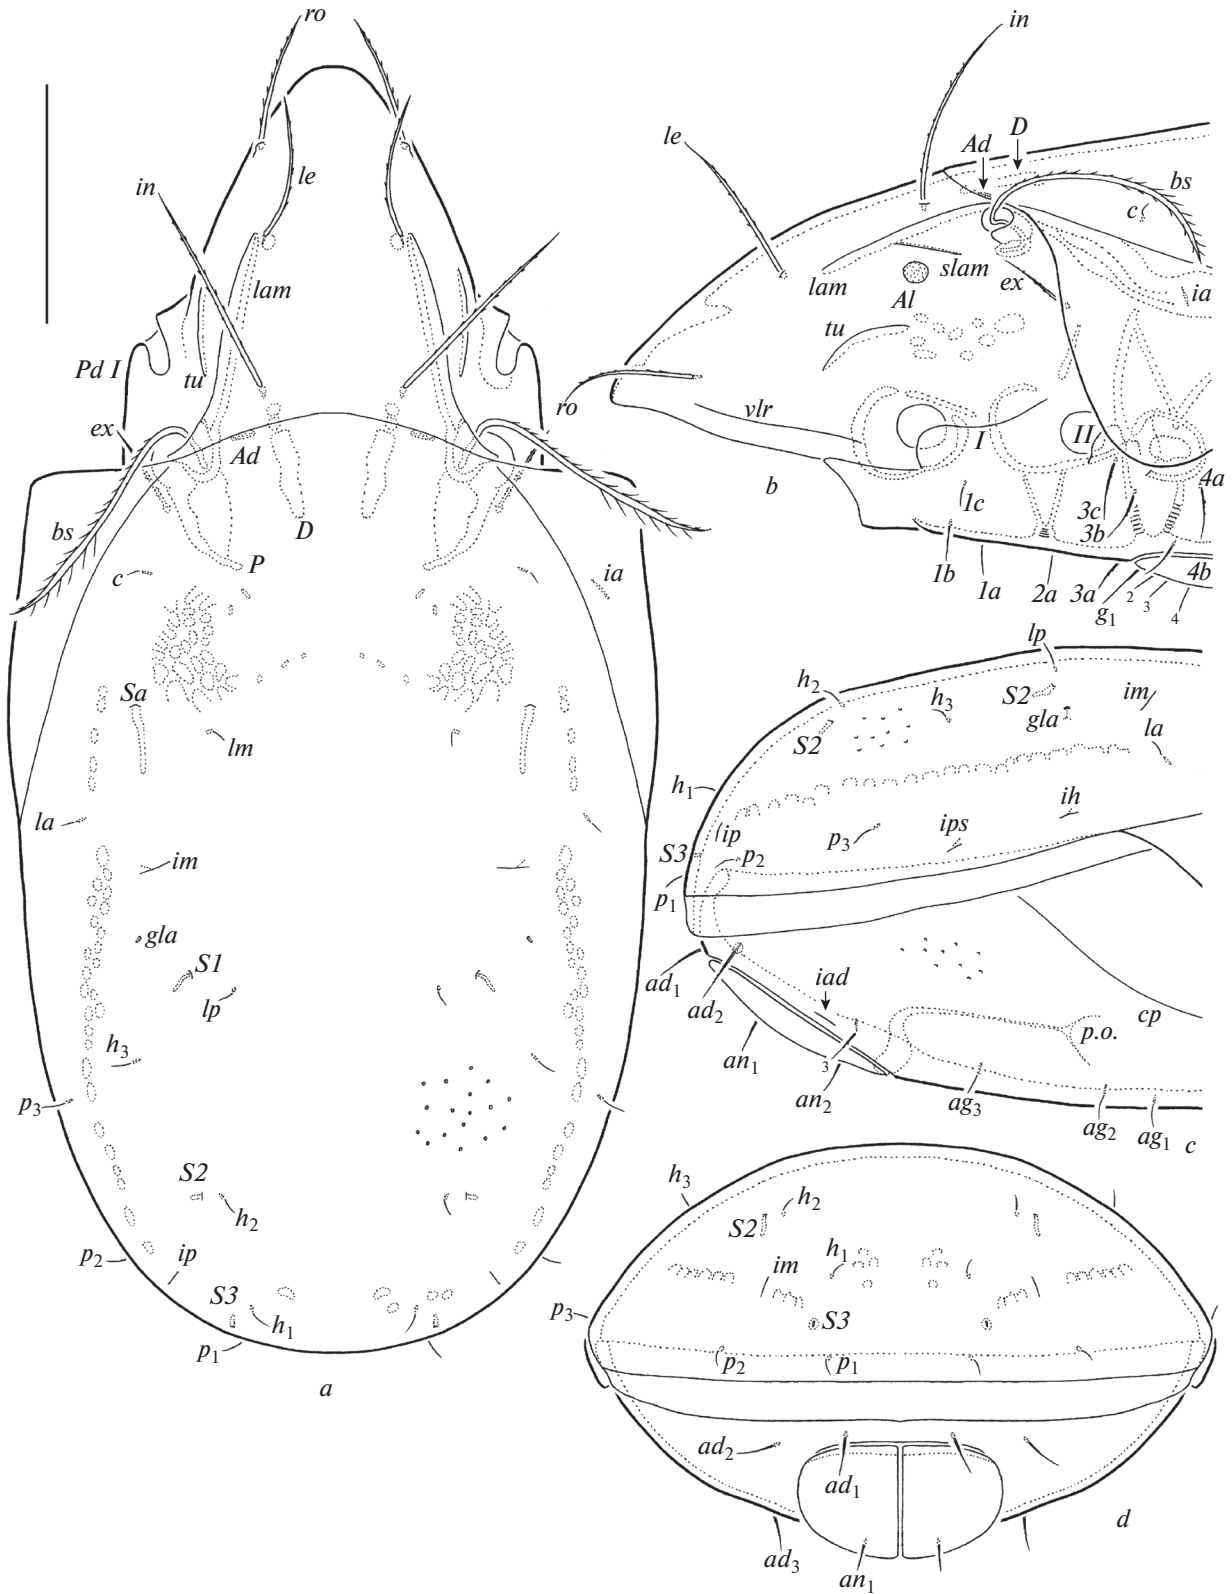 ro
le
in
lam
Pd I
tu
ex
Ad
bs
D
P
c
ia
Sa
lm
la
im
gla
S1
lp
h3
p3
S2
h2
p2
ip
S3
h1
p1
a
in
le
Ad
D
bs
c
lam
slam
ex
ia
Al
tu
ro
vlr
I
II
b
1c
3c
4a
3b
1b
1a
2a
3a
4b
g1
2
3
4
lp
h2
h3
S2
im
gla
la
S2
h1
ih
ip
p3
ips
S3
p2
p1
ad1
ad2
iad
cp
p.o.
an1
3
an2
ag3
ag2
ag1
c
h3
h2
S2
h1
im
p3
S3
p2
p1
ad2
ad1
d
ad3
an1